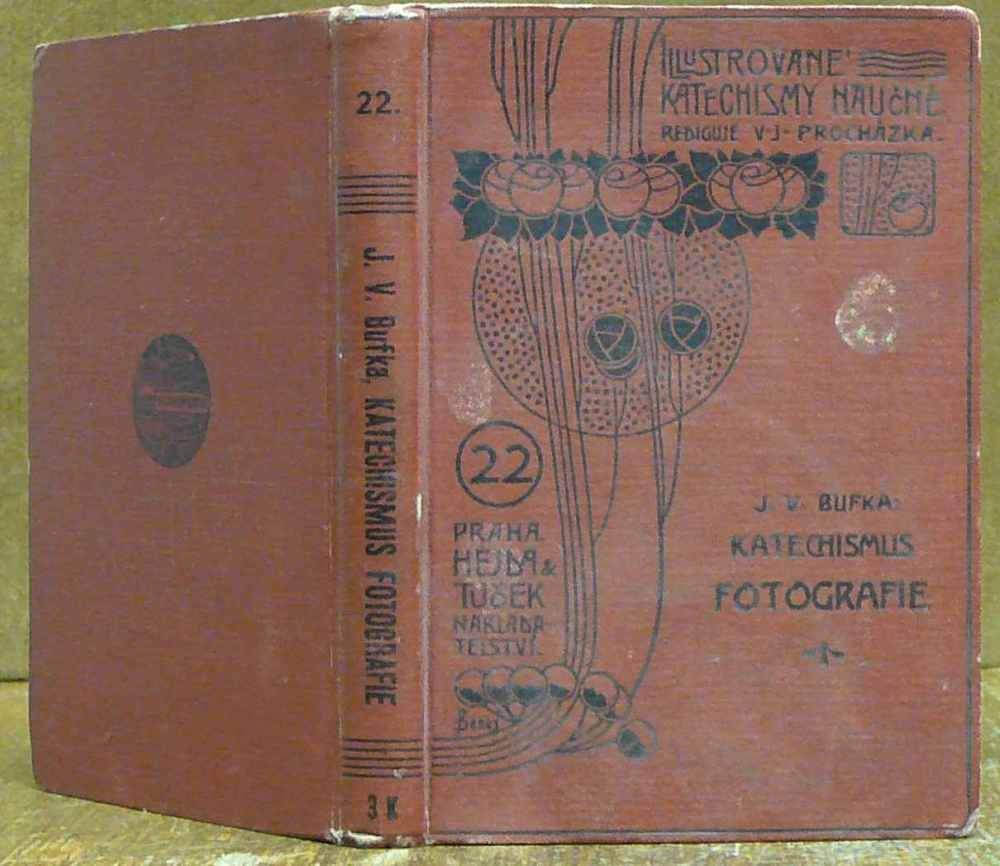 22.
J. V. Bufka, KATECHISMUS FOTOGRAFIE
3 K
ILLUSTROVANÉ
KATECHISMY NAUČNÉ
REDIGUJE V·J· PROCHÁZKA.
22
PRAHA
HEJDA &
TUČEK
NAKLADA-
TELSTVÍ.
J. V. BUFKA:
KATECHISMUS
FOTOGRAFIE